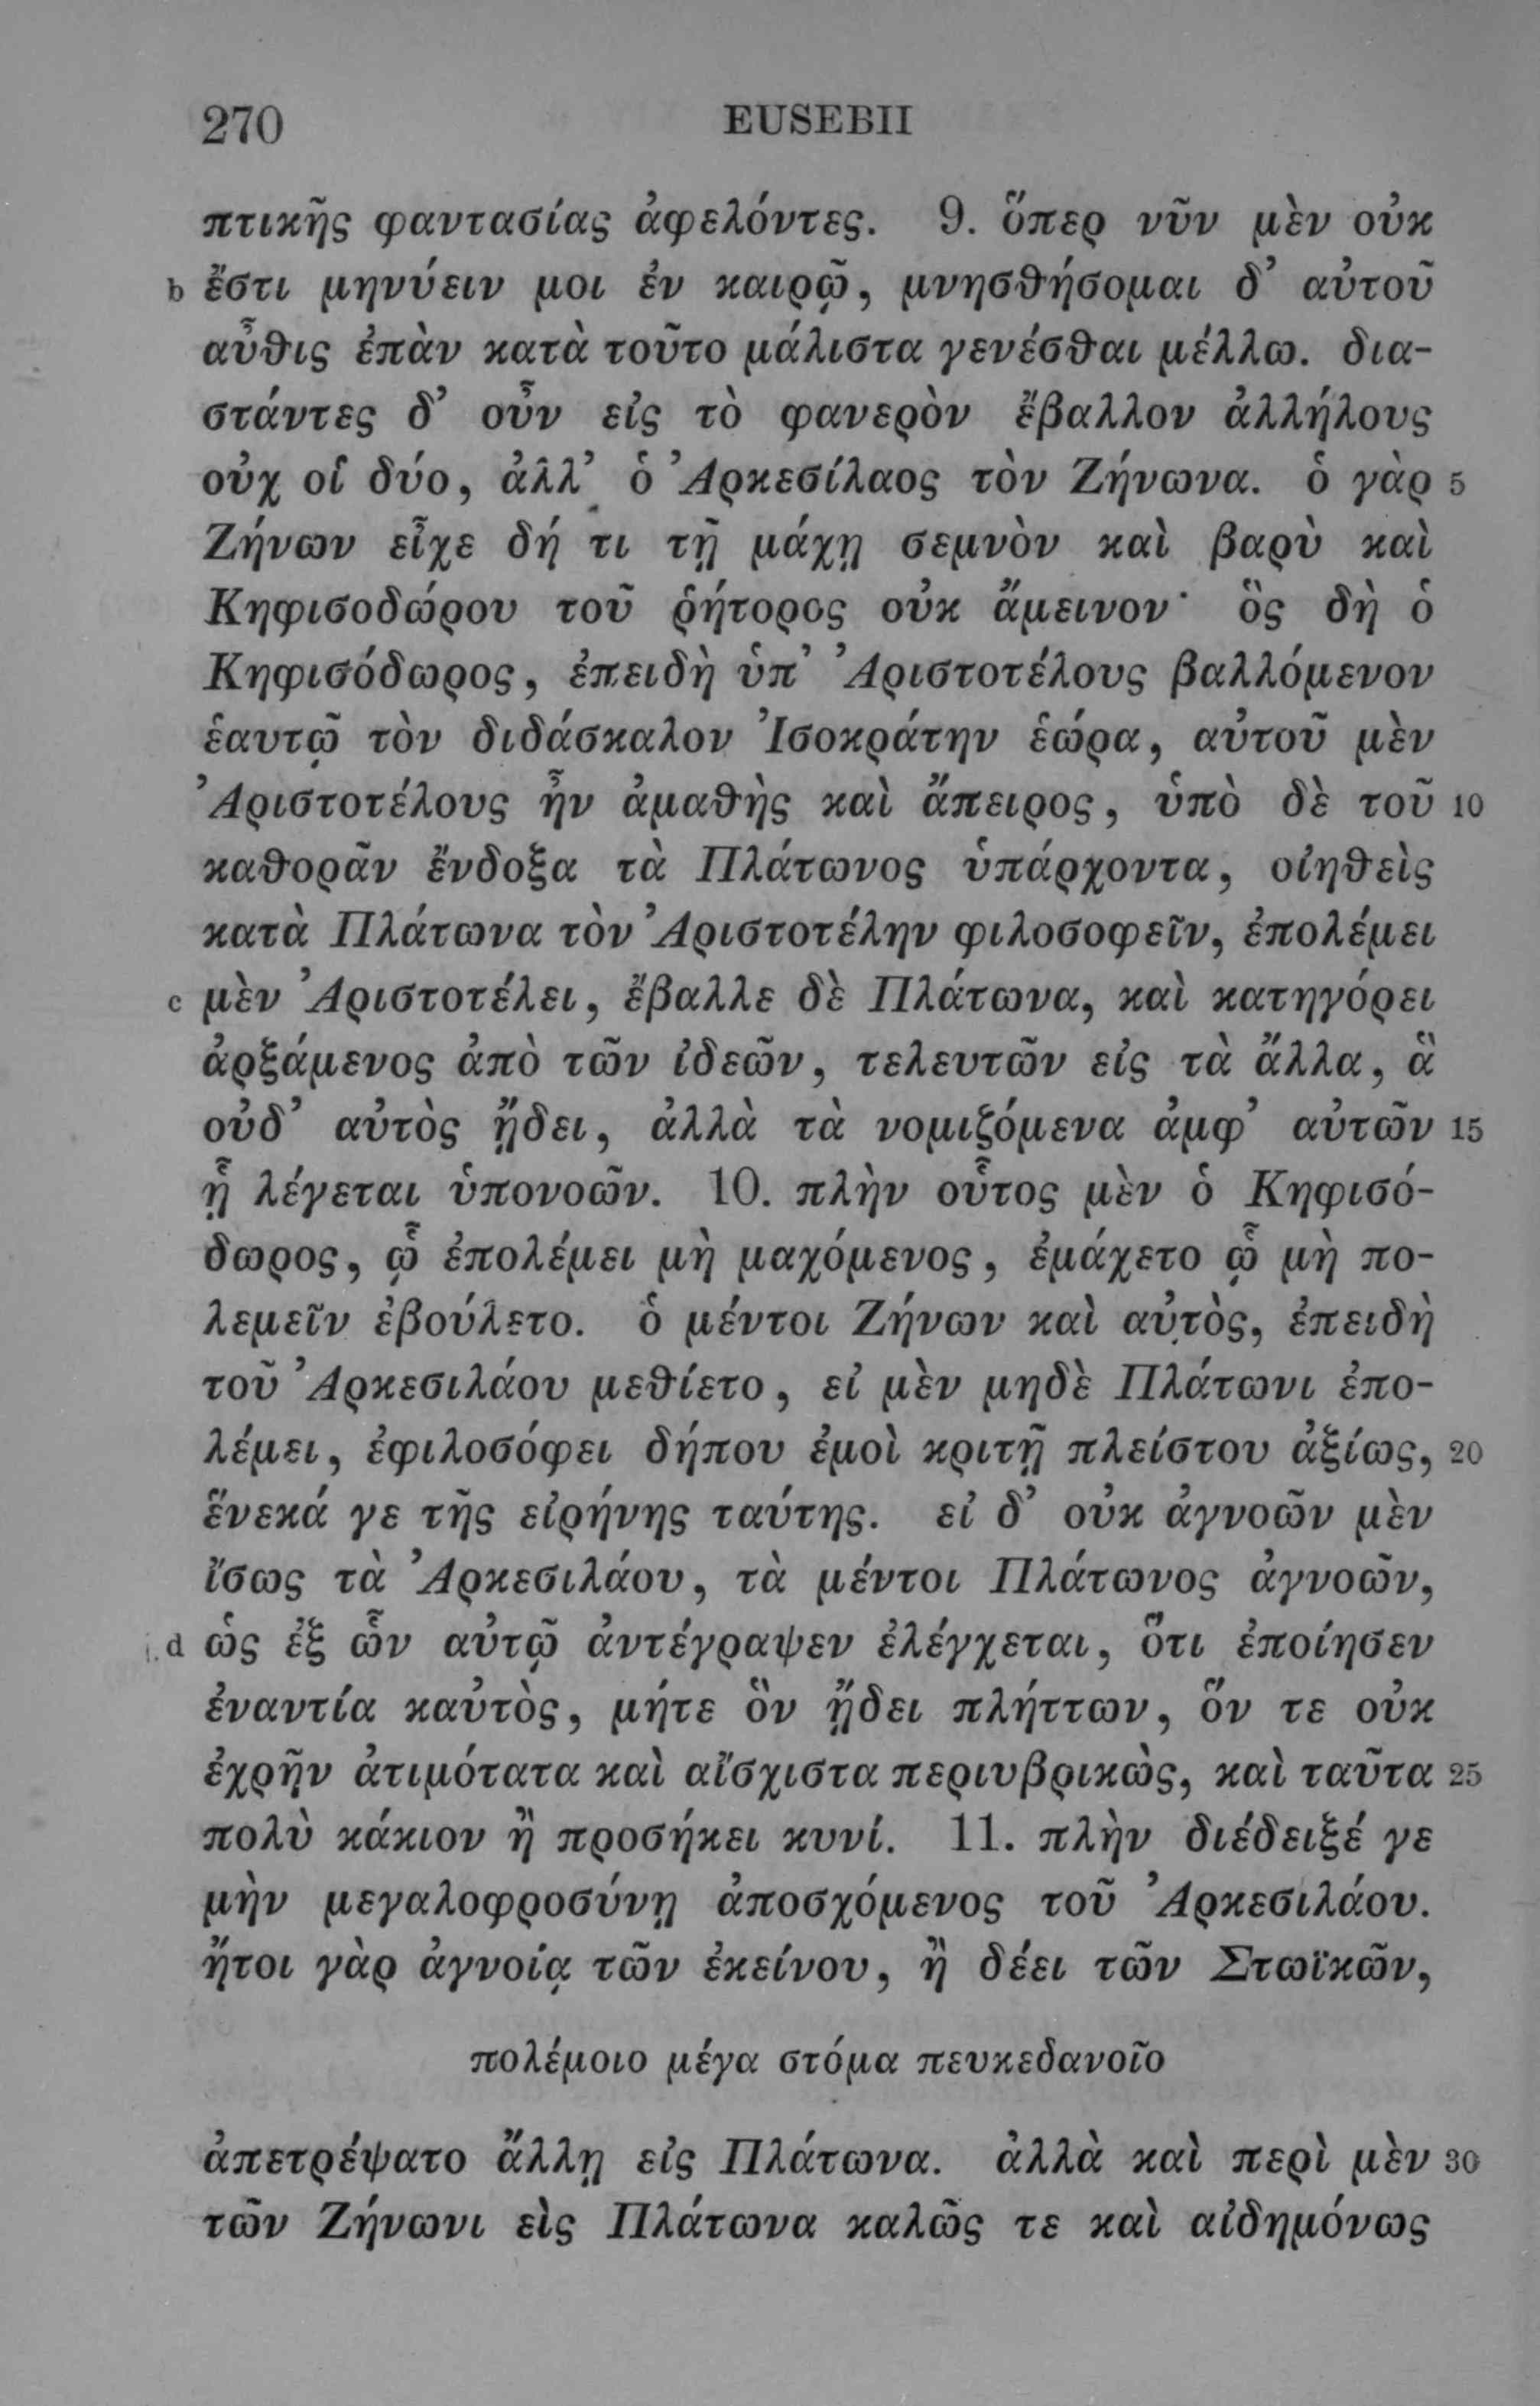 270 EUSEBII
πτικῆς φαντασίας ἀφελόντες. 9. ὅπερ νῦν μὲν οὐκ
b ἔστι μηνύειν μοι ἐν καιρῷ, μνησθήσομαι δ’ αὐτοῦ
αὖθις ἐπὰν κατὰ τοῦτο μάλιστα γενέσθαι μέλλω. δια-
στάντες δ’ οὖν εἰς τὸ φανερὸν ἔβαλλον ἀλλήλους
οὐχ οἱ δύο, ἀλλ’ ὁ Ἀρκεσίλαος τὸν Ζήνωνα. ὁ γὰρ 5
Ζήνων εἶχε δή τι τῇ μάχῃ σεμνὸν καὶ βαρὺ καὶ
Κηφισοδώρου τοῦ ῥήτορος οὐκ ἄμεινον· ὃς δὴ ὁ
Κηφισόδωρος, ἐπειδὴ ὑπ’ Ἀριστοτέλους βαλλόμενον
ἑαυτῷ τὸν διδάσκαλον Ἰσοκράτην ἑώρα, αὐτοῦ μὲν
Ἀριστοτέλους ἦν ἀμαθὴς καὶ ἄπειρος, ὑπὸ δὲ τοῦ 10
καθορᾶν ἔνδοξα τὰ Πλάτωνος ὑπάρχοντα, οἰηθεὶς
κατὰ Πλάτωνα τὸν Ἀριστοτέλην φιλοσοφεῖν, ἐπολέμει
c μὲν Ἀριστοτέλει, ἔβαλλε δὲ Πλάτωνα, καὶ κατηγόρει
ἀρξάμενος ἀπὸ τῶν ἰδεῶν, τελευτῶν εἰς τὰ ἄλλα, ἃ
οὐδ’ αὐτὸς ᾔδει, ἀλλὰ τὰ νομιζόμενα ἀμφ’ αὐτῶν 15
ᾗ λέγεται ὑπονοῶν. 10. πλὴν οὗτος μὲν ὁ Κηφισό-
δωρος, ᾧ ἐπολέμει μὴ μαχόμενος, ἐμάχετο ᾧ μὴ πο-
λεμεῖν ἐβούλετο. ὁ μέντοι Ζήνων καὶ αὐτὸς, ἐπειδὴ
τοῦ Ἀρκεσιλάου μεθίετο, εἰ μὲν μηδὲ Πλάτωνι ἐπο-
λέμει, ἐφιλοσόφει δήπου ἐμοὶ κριτῇ πλείστου ἀξίως, 20
ἕνεκά γε τῆς εἰρήνης ταύτης. εἰ δ’ οὐκ ἀγνοῶν μὲν
ἴσως τὰ Ἀρκεσιλάου, τὰ μέντοι Πλάτωνος ἀγνοῶν,
d ὡς ἐξ ὧν αὐτῷ ἀντέγραψεν ἐλέγχεται, ὅτι ἐποίησεν
ἐναντία καὐτὸς, μήτε ὃν ᾔδει πλήττων, ὅν τε οὐκ
ἐχρῆν ἀτιμότατα καὶ αἴσχιστα περιυβρικὼς, καὶ ταῦτα 25
πολὺ κάκιον ἢ προσήκει κυνί. 11. πλὴν διέδειξέ γε
μὴν μεγαλοφροσύνῃ ἀποσχόμενος τοῦ Ἀρκεσιλάου.
ἤτοι γὰρ ἀγνοίᾳ τῶν ἐκείνου, ἢ δέει τῶν Στωϊκῶν,
πολέμοιο μέγα στόμα πευκεδανοῖο
ἀπετρέψατο ἄλλῃ εἰς Πλάτωνα. ἀλλὰ καὶ περὶ μὲν 30
τῶν Ζήνωνι εἰς Πλάτωνα καλῶς τε καὶ αἰδημόνως